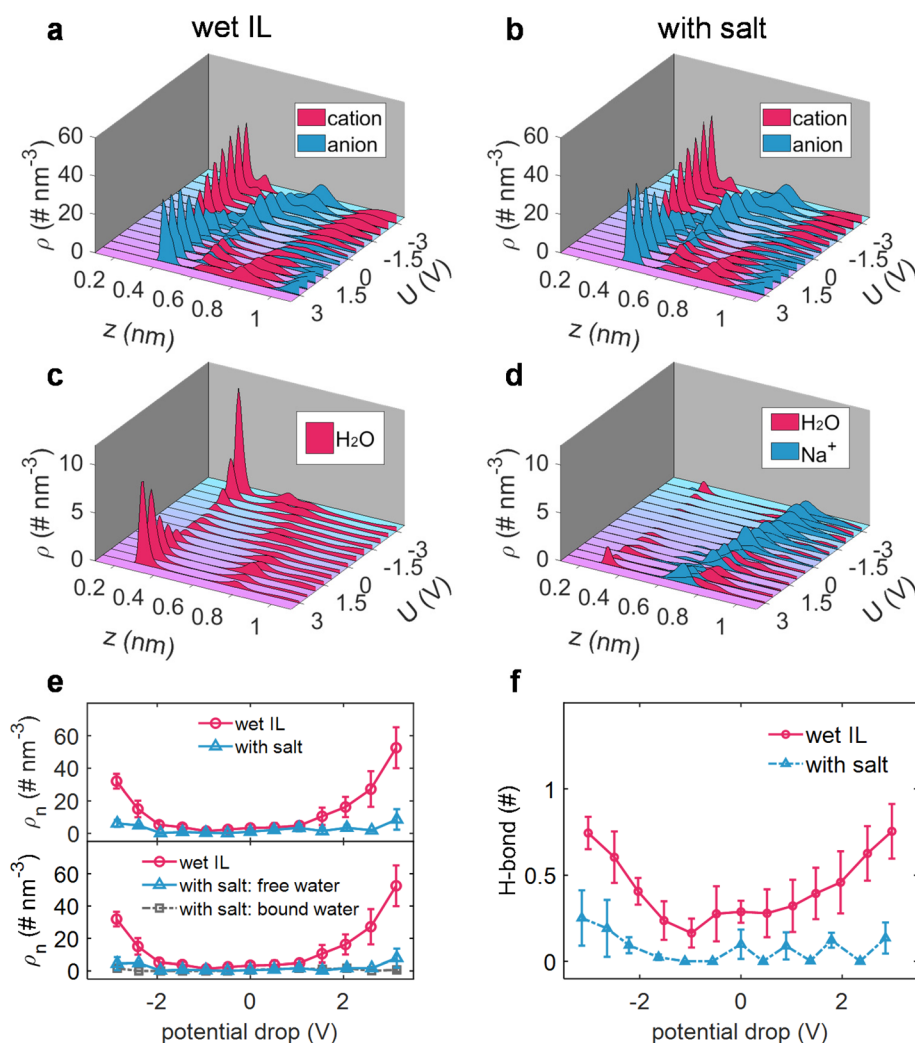 wet IL
with salt
a
b
ρ (# nm⁻³)
60
40
20
0
cation
anion
0.2
0.4
0.6
0.8
1
z (nm)
3
1.5
0
-1.5
-3
U (V)
ρ (# nm⁻³)
60
40
20
0
cation
anion
0.2
0.4
0.6
0.8
1
z (nm)
3
1.5
0
-1.5
-3
U (V)
c
d
ρ (# nm⁻³)
10
5
0
H₂O
0.2
0.4
0.6
0.8
1
z (nm)
3
1.5
0
-1.5
-3
U (V)
ρ (# nm⁻³)
10
5
0
H₂O
Na⁺
0.2
0.4
0.6
0.8
1
z (nm)
3
1.5
0
-1.5
-3
U (V)
e
ρₙ (# nm⁻³)
60
40
20
0
wet IL
with salt
ρₙ (# nm⁻³)
60
40
20
0
wet IL
with salt: free water
with salt: bound water
-2
0
2
potential drop (V)
f
H-bond (#)
1
0.5
0
wet IL
with salt
-2
0
2
potential drop (V)